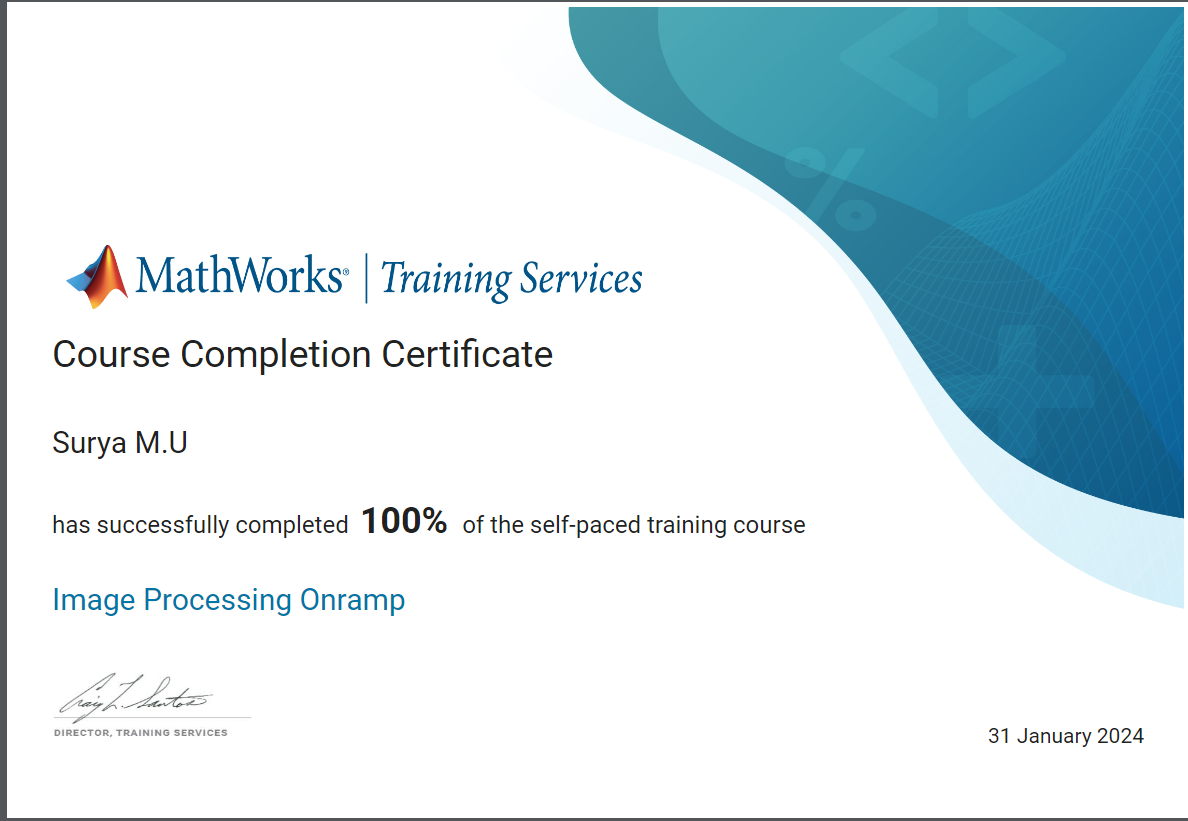 MathWorks® | Training Services
Course Completion Certificate
Surya M.U
has successfully completed 100% of the self-paced training course
Image Processing Onramp
Craig L. Santos
DIRECTOR, TRAINING SERVICES
31 January 2024